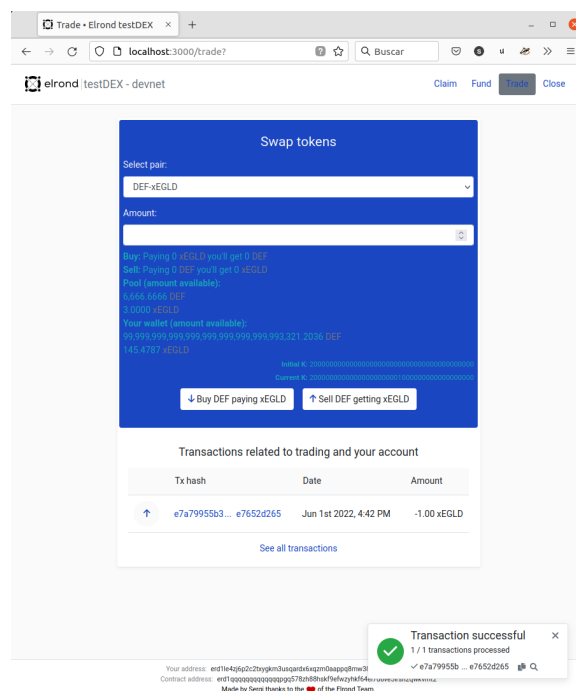 Trade • Elrond testDEX
localhost:3000/trade?
Buscar
elrond testDEX - devnet
Claim Fund Trade Close
Swap tokens
Select pair:
DEF-xEGLD
Amount:
Buy: Paying 0 xEGLD you'll get 0 DEF
Sell: Paying 0 DEF you'll get 0 xEGLD
Pool (amount available):
6,666.6666 DEF
3.0000 xEGLD
Your wallet (amount available):
99,999,999,999,999,999,999,999,999,993,321.2036 DEF
145.4787 xEGLD
Initial K:
Current K:
Buy DEF paying xEGLD
Sell DEF getting xEGLD
Transactions related to trading and your account
Tx hash Date Amount
e7a79955b3... e7652d265 Jun 1st 2022, 4:42 PM -1.00 xEGLD
See all transactions
Transaction successful
1 / 1 transactions processed
e7a79955b ... e7652d265
Your address:
Contract address:
Made by Sergi thanks to the ❤ of the Elrond Team.